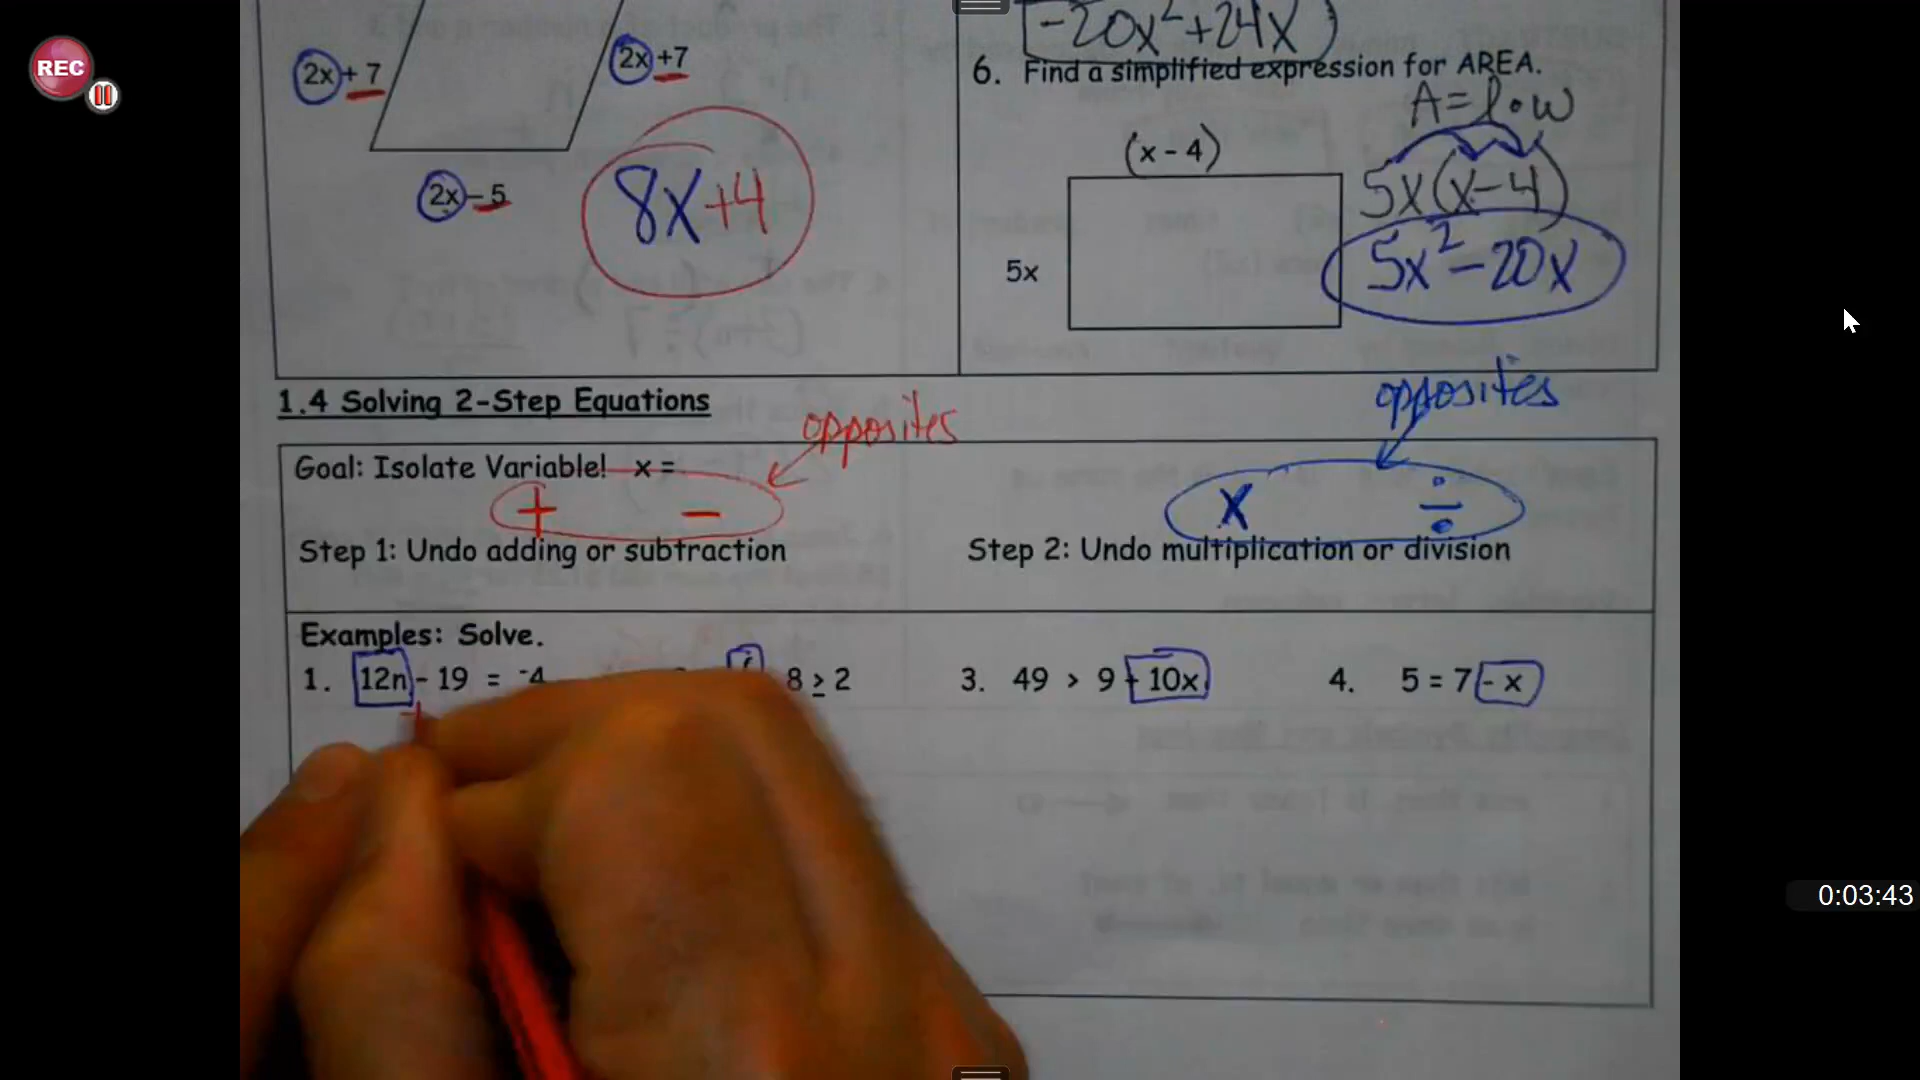 REC
-20x²+24x
2x + 7
2x +7
6. Find a simplified expression for AREA.
A = l • w
(x - 4)
5x(x-4)
2x - 5
8x+4
5x
5x² - 20x
opposites
1.4 Solving 2-Step Equations
opposites
Goal: Isolate Variable! x =
+ -
x ÷
Step 1: Undo adding or subtraction
Step 2: Undo multiplication or division
Examples: Solve.
1. 12n - 19 = -4
8 ≥ 2
3. 49 > 9 + 10x
4. 5 = 7 - x
0:03:43